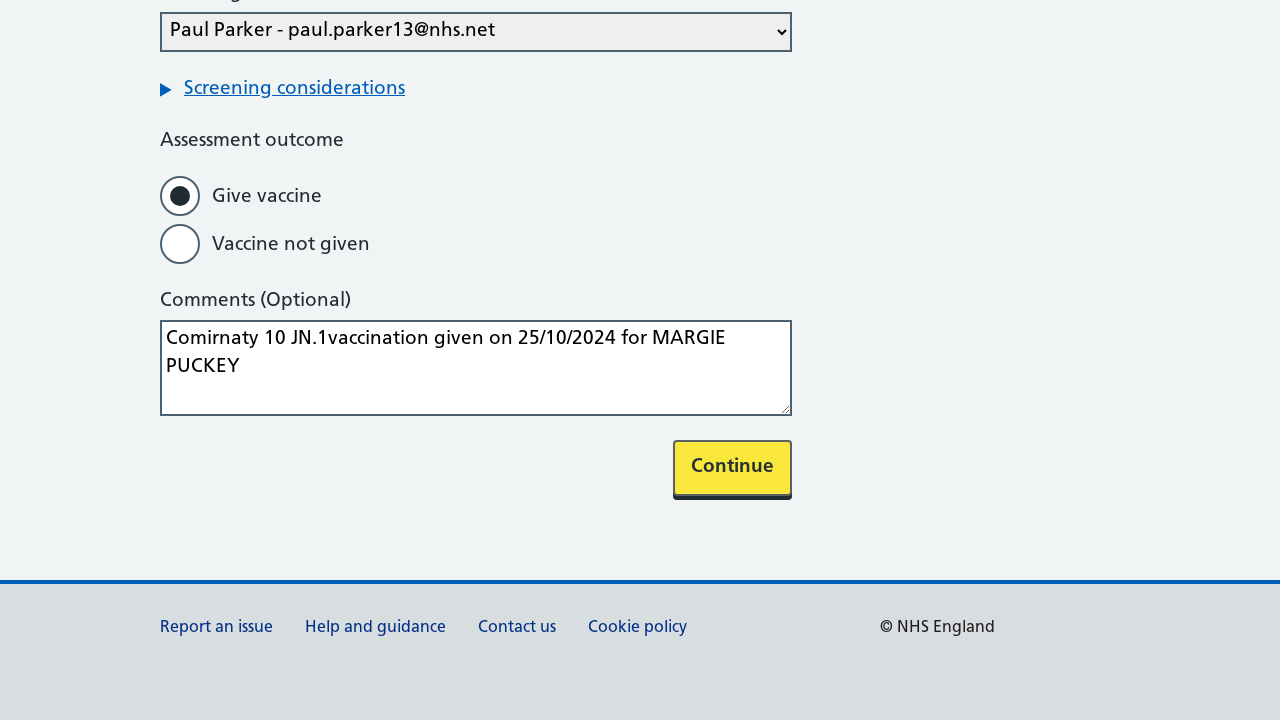 Paul Parker - paul.parker13@nhs.net
Screening considerations
Assessment outcome
Give vaccine
Vaccine not given
Comments (Optional)
Comirnaty 10 JN.1vaccination given on 25/10/2024 for MARGIE
PUCKEY
Continue
Report an issue
Help and guidance
Contact us
Cookie policy
© NHS England